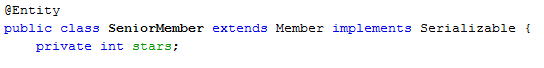 @Entity
public class SeniorMember extends Member implements Serializable {
    private int stars;